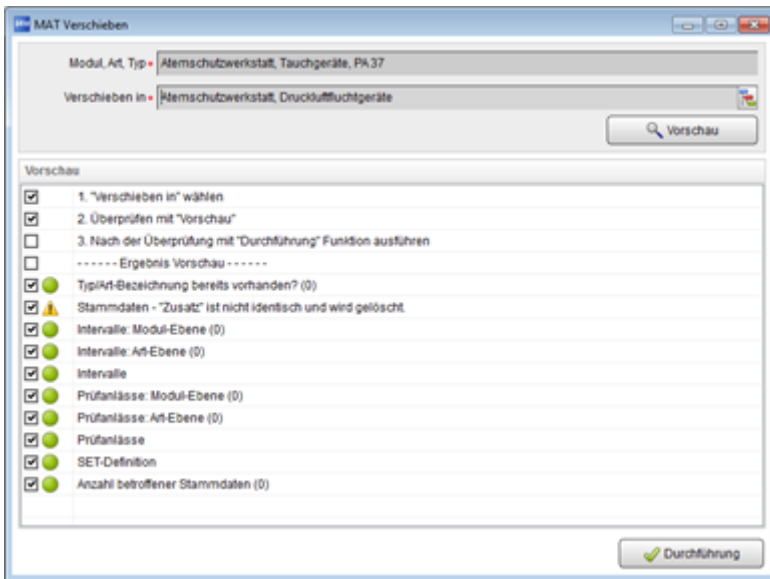 MAT Verschieben
Modul, Art, Typ • Atemschutzwerkstatt, Tauchgeräte, PA 37
Verschieben in • Atemschutzwerkstatt, Druckluftfluchtgeräte
Vorschau
Vorschau
1. "Verschieben in" wählen
2. Überprüfen mit "Vorschau"
3. Nach der Überprüfung mit "Durchführung" Funktion ausführen
- - - - - - Ergebnis Vorschau - - - - - -
Typ/Art-Bezeichnung bereits vorhanden? (0)
Stammdaten - "Zusatz" ist nicht identisch und wird gelöscht.
Intervalle: Modul-Ebene (0)
Intervalle: Art-Ebene (0)
Intervalle
Prüfanlässe: Modul-Ebene (0)
Prüfanlässe: Art-Ebene (0)
Prüfanlässe
SET-Definition
Anzahl betroffener Stammdaten (0)
Durchführung